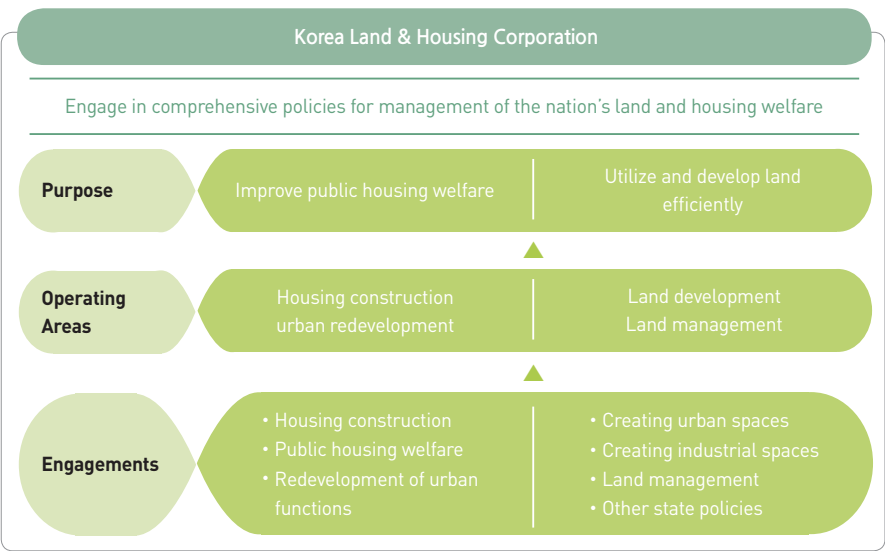 Korea Land & Housing Corporation
Engage in comprehensive policies for management of the nation's land and housing welfare
Purpose
Improve public housing welfare
Utilize and develop land
efficiently
Operating
Areas
Housing construction
urban redevelopment
Land development
Land management
Engagements
• Housing construction
• Public housing welfare
• Redevelopment of urban
functions
• Creating urban spaces
• Creating industrial spaces
• Land management
• Other state policies